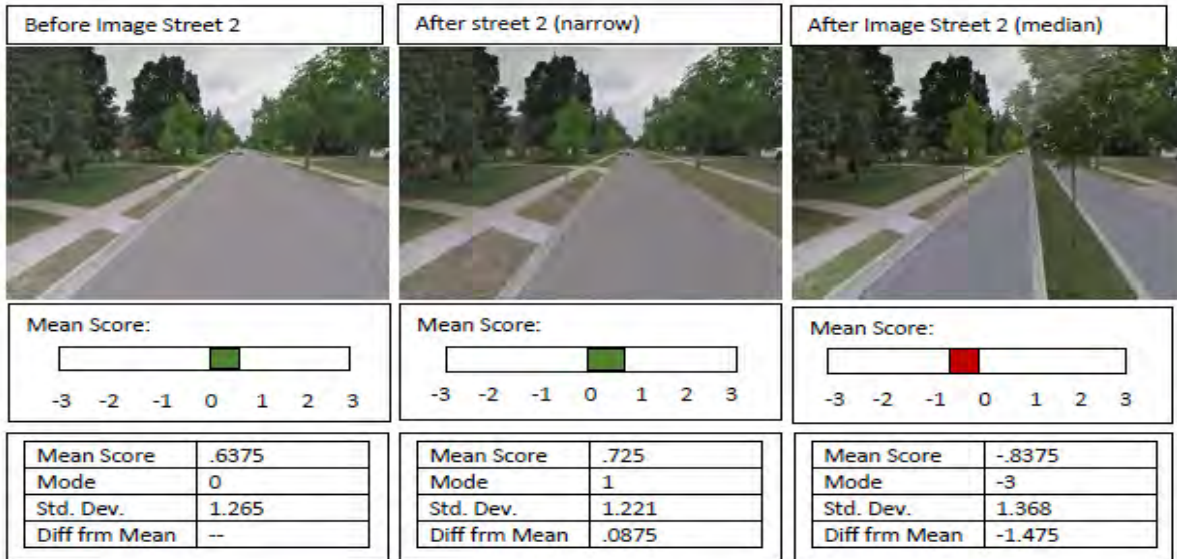 Before Image Street 2
After street 2 (narrow)
After Image Street 2 (median)
Mean Score:
-3 -2 -1 0 1 2 3
Mean Score:
-3 -2 -1 0 1 2 3
Mean Score:
-3 -2 -1 0 1 2 3
Mean Score .6375
Mode 0
Std. Dev. 1.265
Diff frm Mean --
Mean Score .725
Mode 1
Std. Dev. 1.221
Diff frm Mean .0875
Mean Score -.8375
Mode -3
Std. Dev. 1.368
Diff frm Mean -1.475